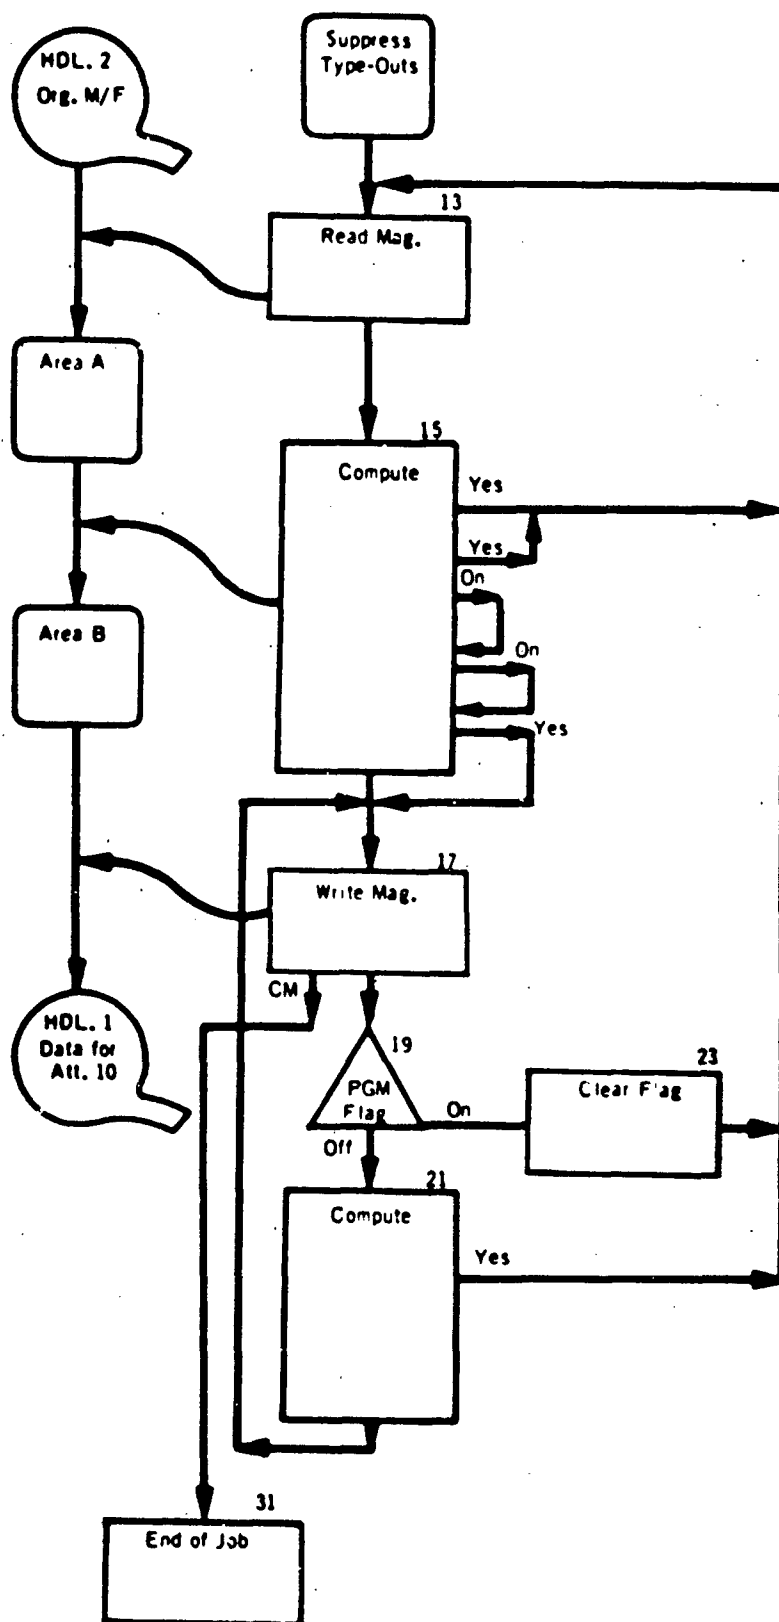 Suppress
Type-Outs
HDL. 2
Org. M/F
13
Read Mag.
Area A
15
Compute
Yes
Yes
On
Area B
On
Yes
17
Write Mag.
CM
HDL. 1
Data for
Att. 10
19
PGM
Flag
On
23
Clear Flag
Off
21
Compute
Yes
31
End of Job